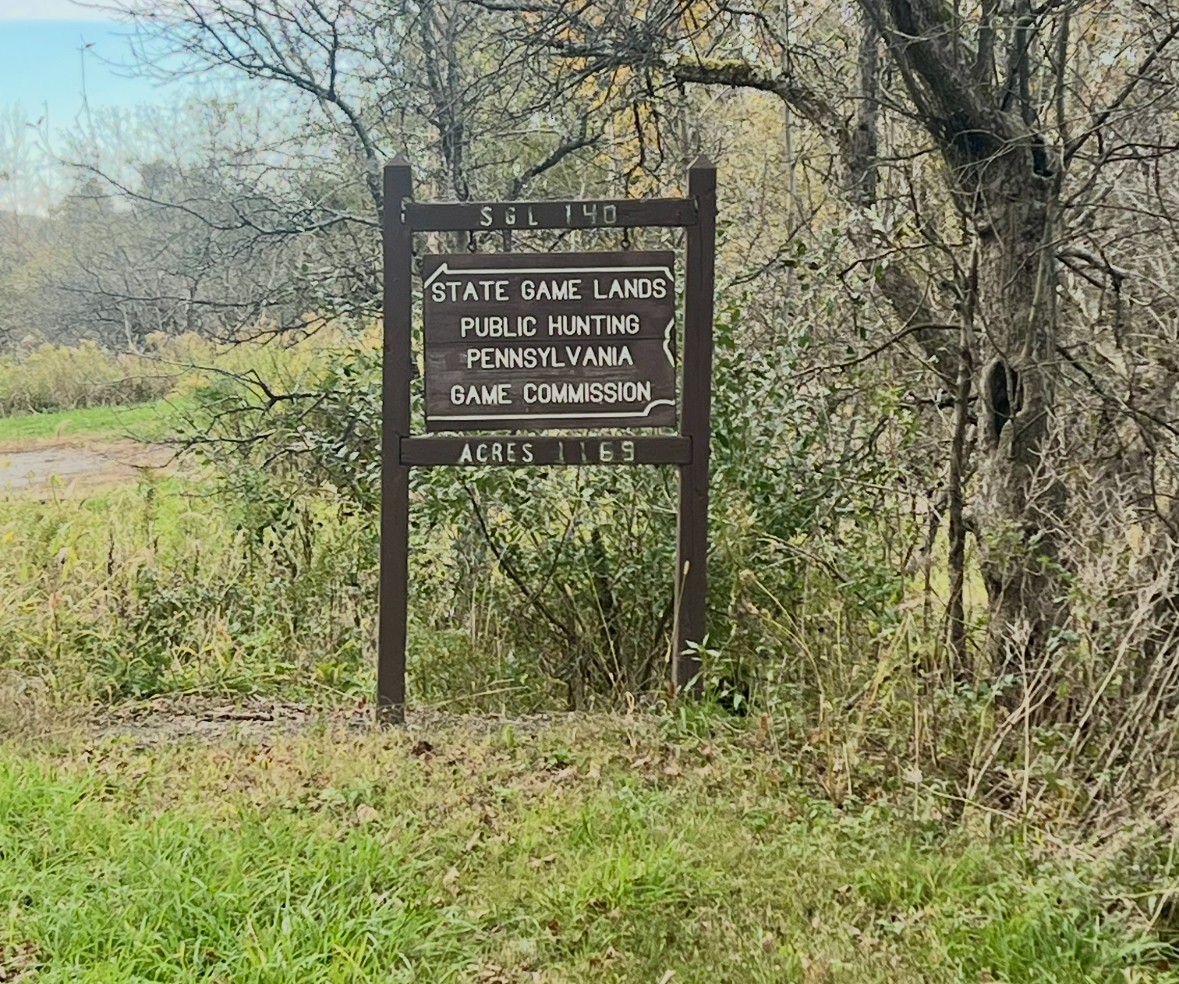 SGL 140
STATE GAME LANDS
PUBLIC HUNTING
PENNSYLVANIA
GAME COMMISSION
ACRES 1169